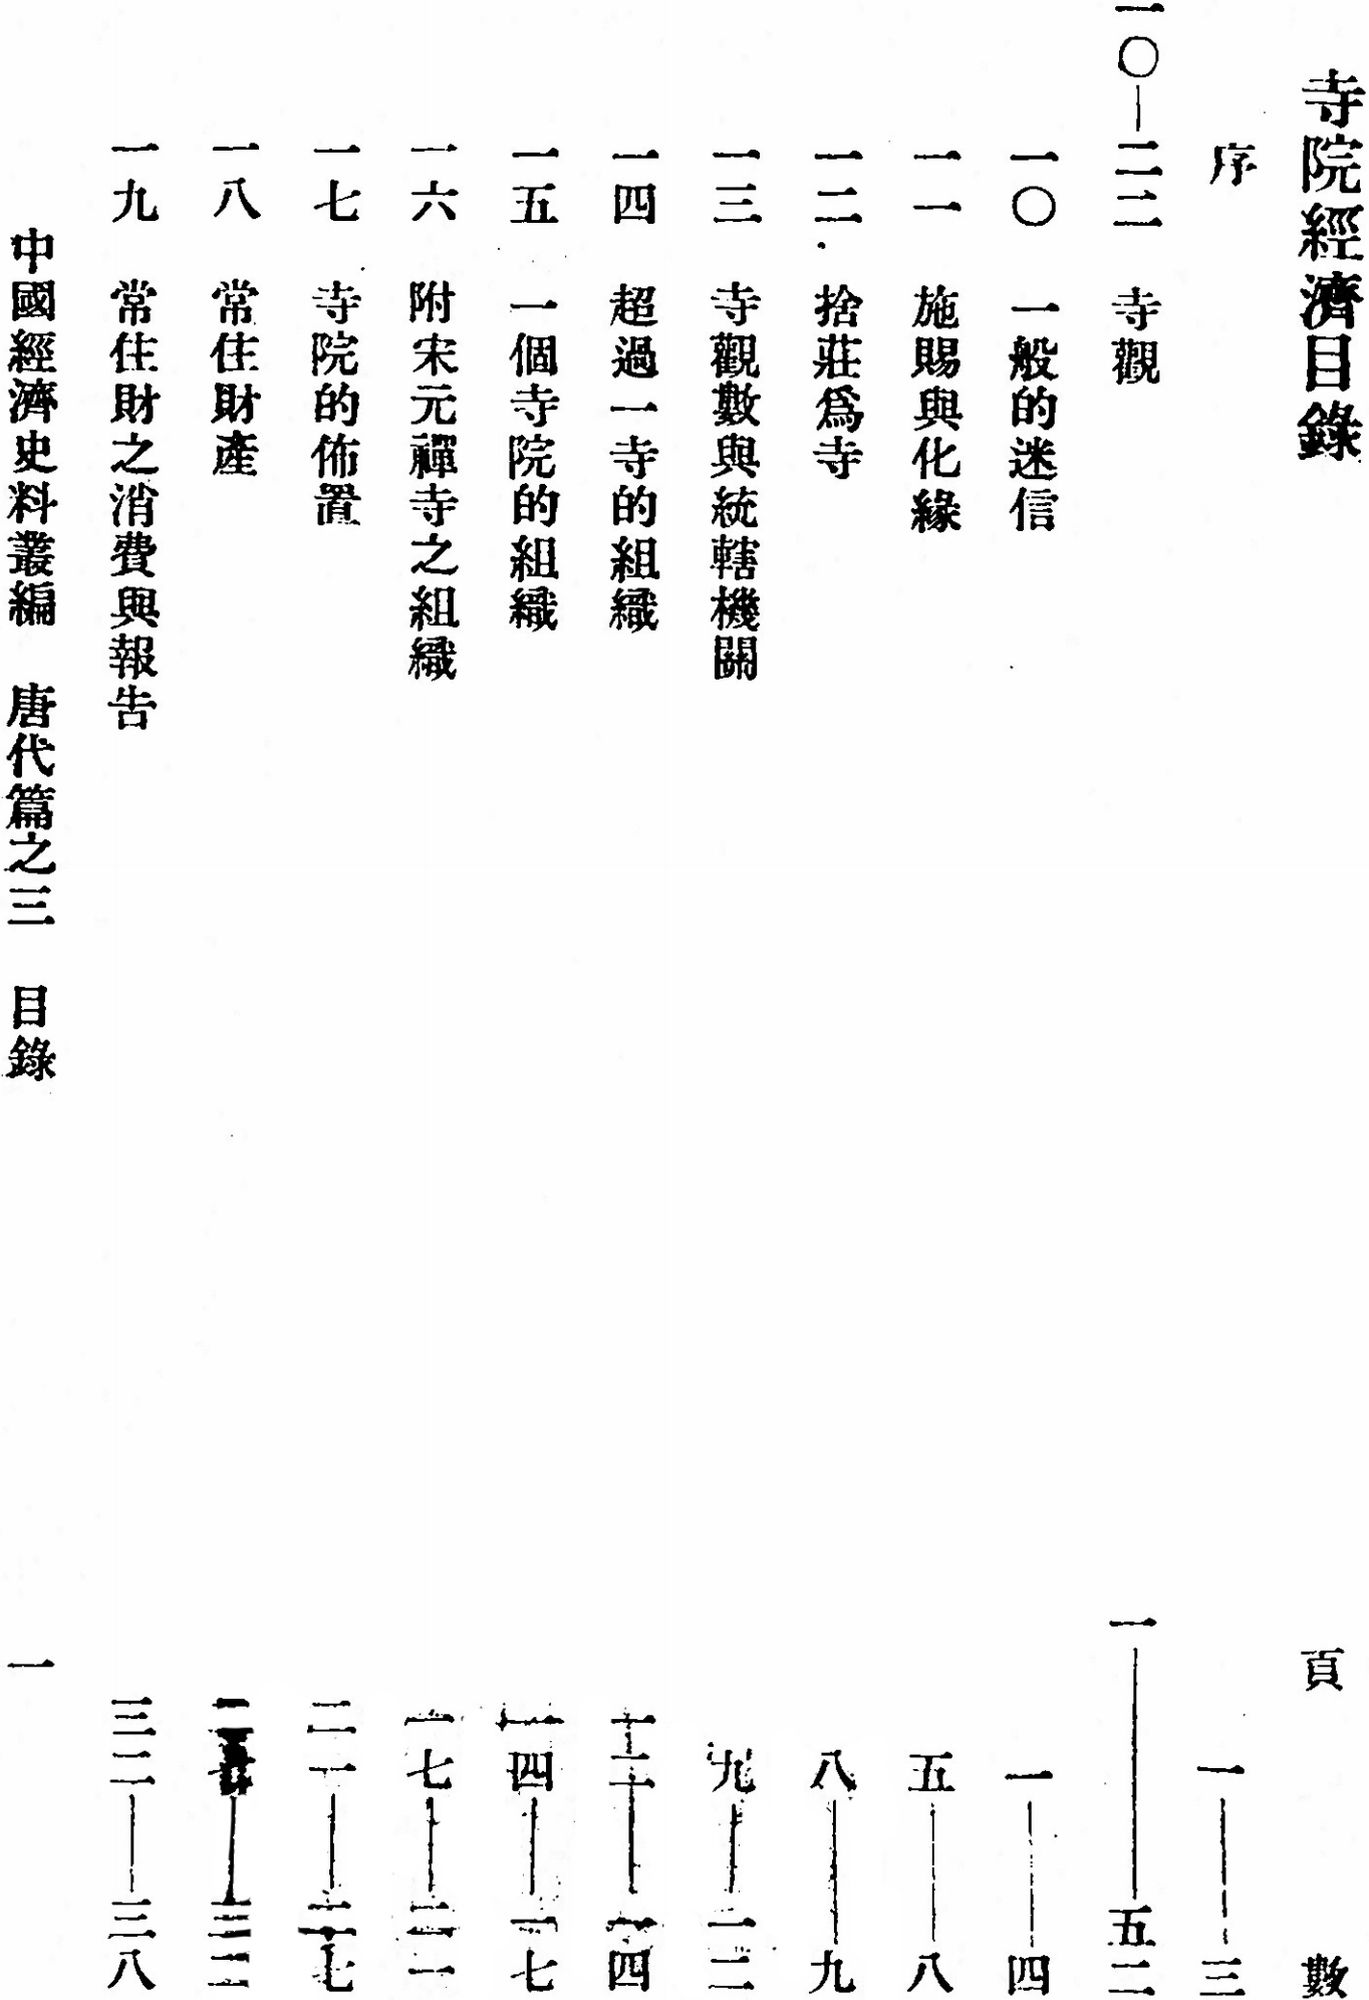 寺院經濟目錄 頁數
序 一——三
一〇—二二 寺觀 一——五二
一〇 一般的迷信 一——四
一一 施賜與化緣 五——八
一二 捨莊爲寺 八——九
一三 寺觀數與統轄機關 九——一二
一四 超過一寺的組織 一二——一四
一五 一個寺院的組織 一四——一七
一六 附宋元禪寺之組織 一七——二一
一七 寺院的佈置 二一——二七
一八 常住財產 ——三二
一九 常住財之消費與報告 三二——三八
中國經濟史料叢編 唐代篇之三 目錄 一